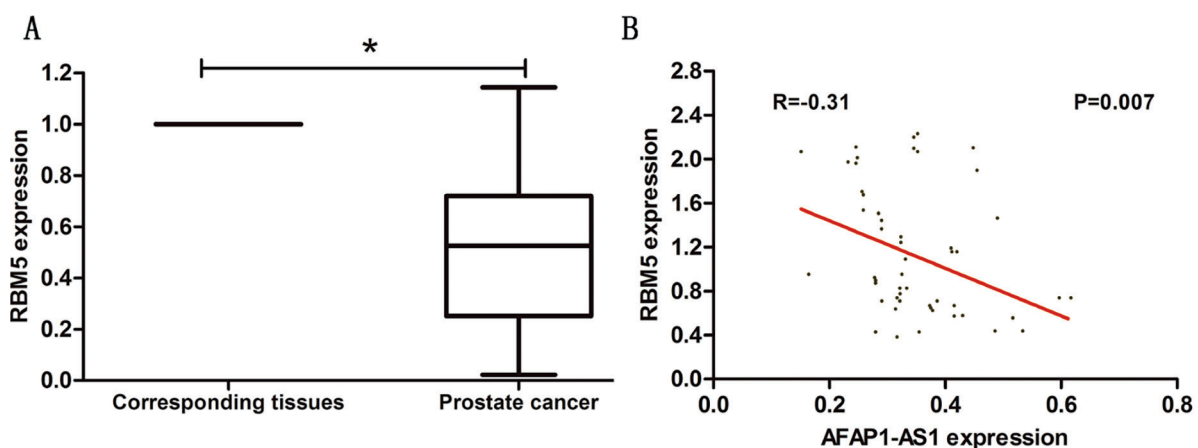 A
*
RBM5 expression
1.2
1.0
0.8
0.6
0.4
0.2
0.0
Corresponding tissues
Prostate cancer
B
R=-0.31
P=0.007
RBM5 expression
2.8
2.4
2.0
1.6
1.2
0.8
0.4
0.0
0.0
0.2
0.4
0.6
0.8
AFAP1-AS1 expression